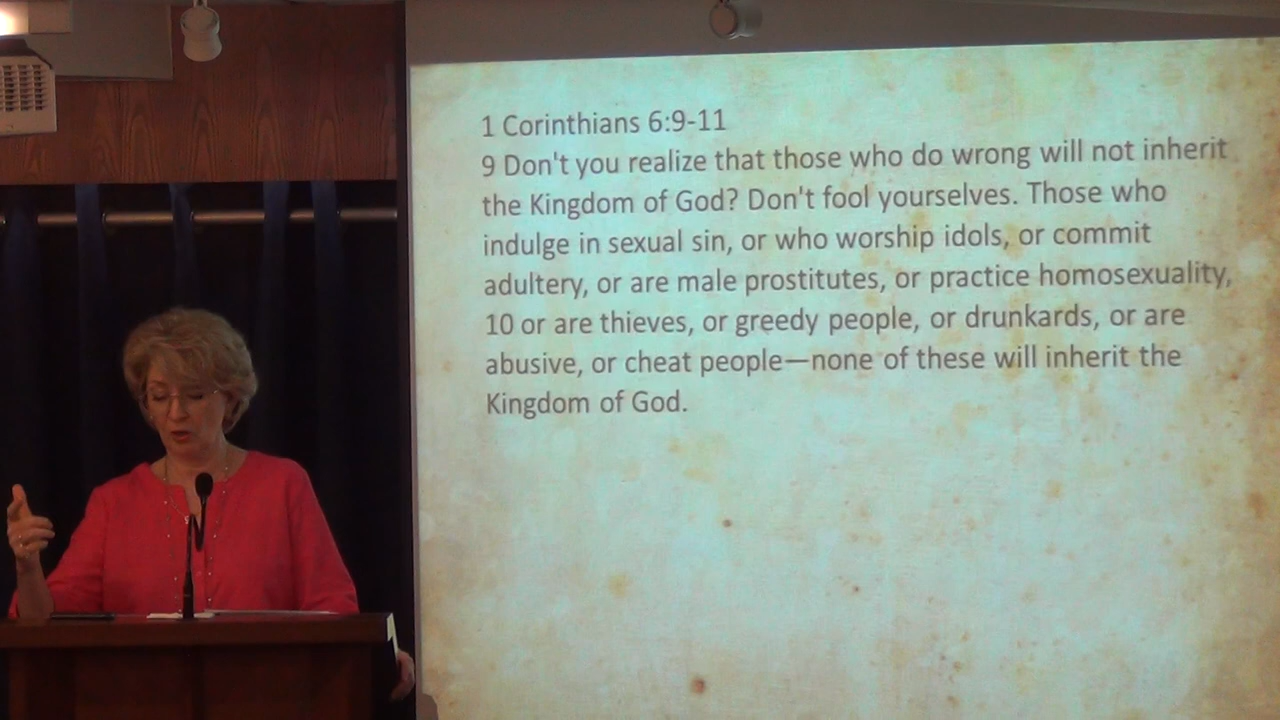 1 Corinthians 6:9-11
9 Don't you realize that those who do wrong will not inherit
the Kingdom of God? Don't fool yourselves. Those who
indulge in sexual sin, or who worship idols, or commit
adultery, or are male prostitutes, or practice homosexuality,
10 or are thieves, or greedy people, or drunkards, or are
abusive, or cheat people—none of these will inherit the
Kingdom of God.